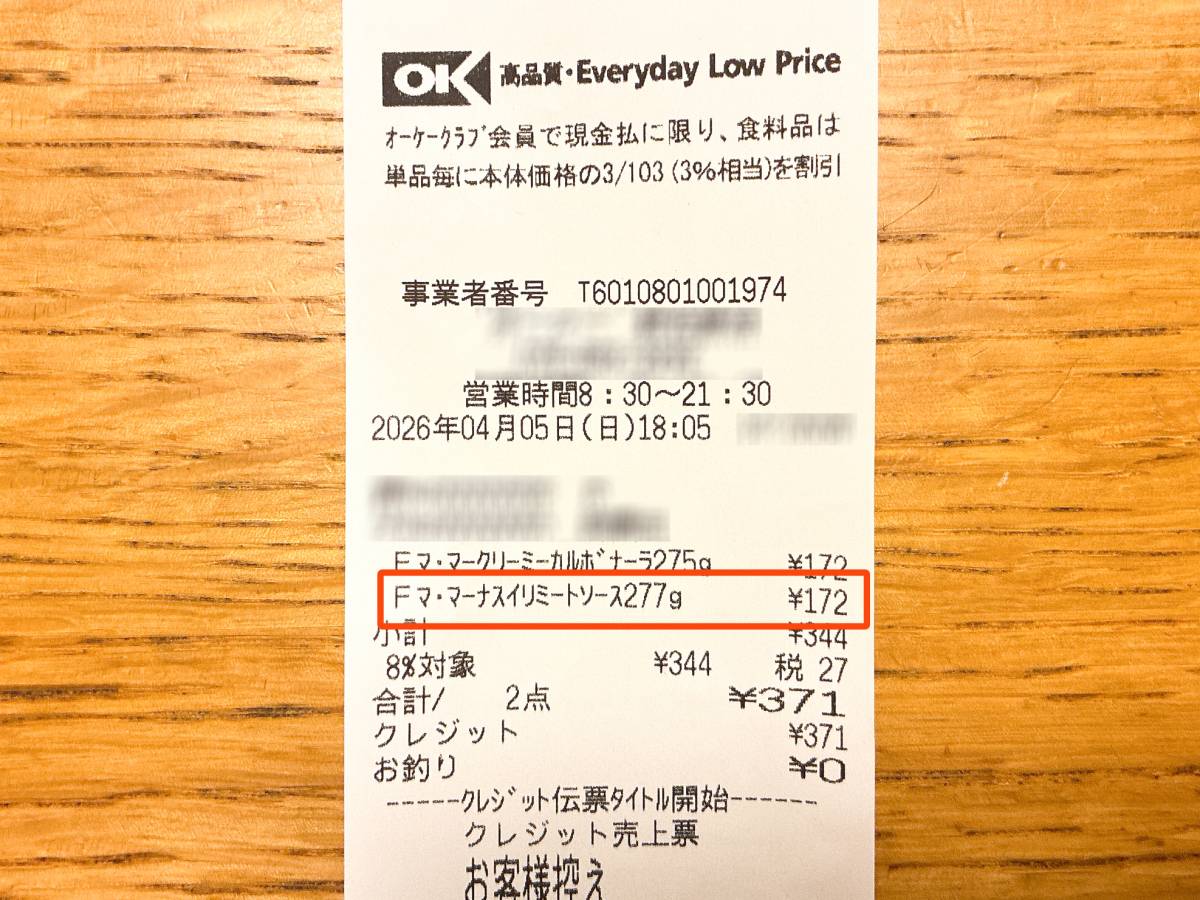 OK 高品質・Everyday Low Price
オーケークラブ会員で現金払に限り、食料品は
単品毎に本体価格の3/103(3%相当)を割引
事業者番号 T6010801001974
営業時間8:30～21:30
2026年04月05日(日)18:05
Fマ・マークリーミーカルボナーラ275g ¥172
Fマ・マーナスイリミートソース277g ¥172
小計 ¥344
8%対象 ¥344 税 27
合計/ 2点 ¥371
クレジット ¥371
お釣り ¥0
-----クレジット伝票タイトル開始------
クレジット売上票
お客様控え